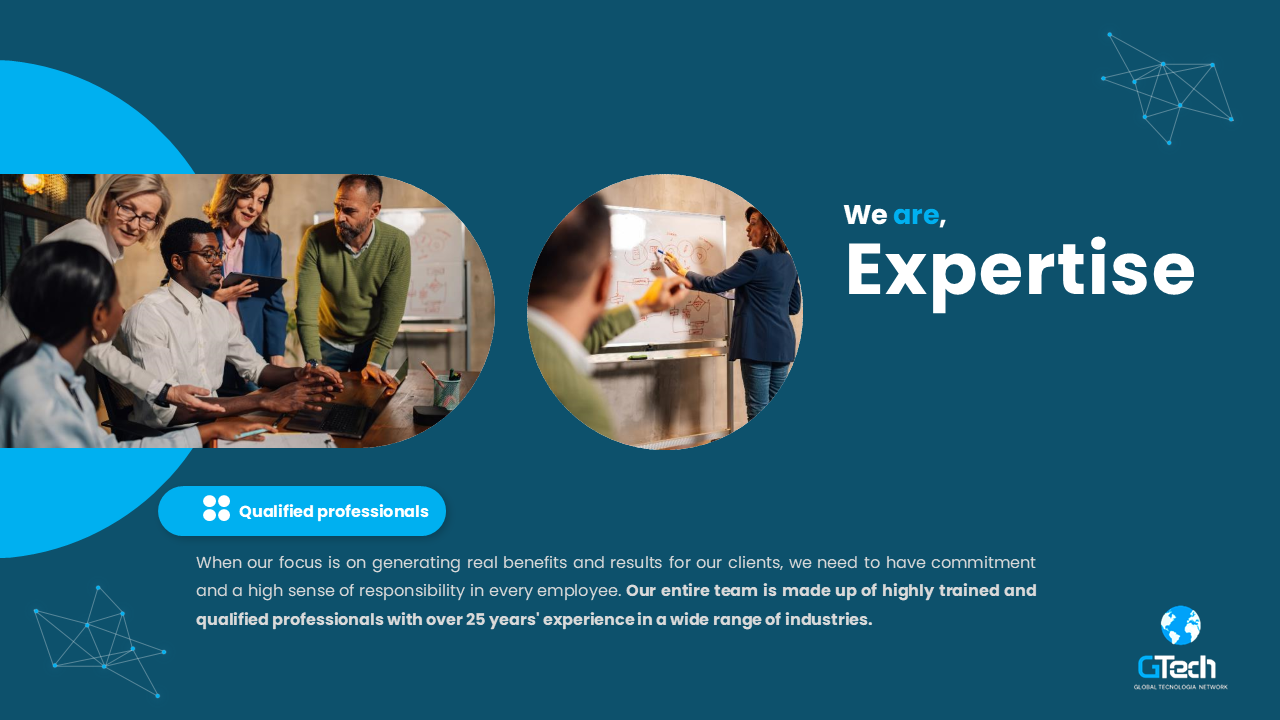 We are,
Expertise
Qualified professionals
When our focus is on generating real benefits and results for our clients, we need to have commitment
and a high sense of responsibility in every employee. Our entire team is made up of highly trained and
qualified professionals with over 25 years' experience in a wide range of industries.
GTech
GLOBAL TECNOLOGIA NETWORK